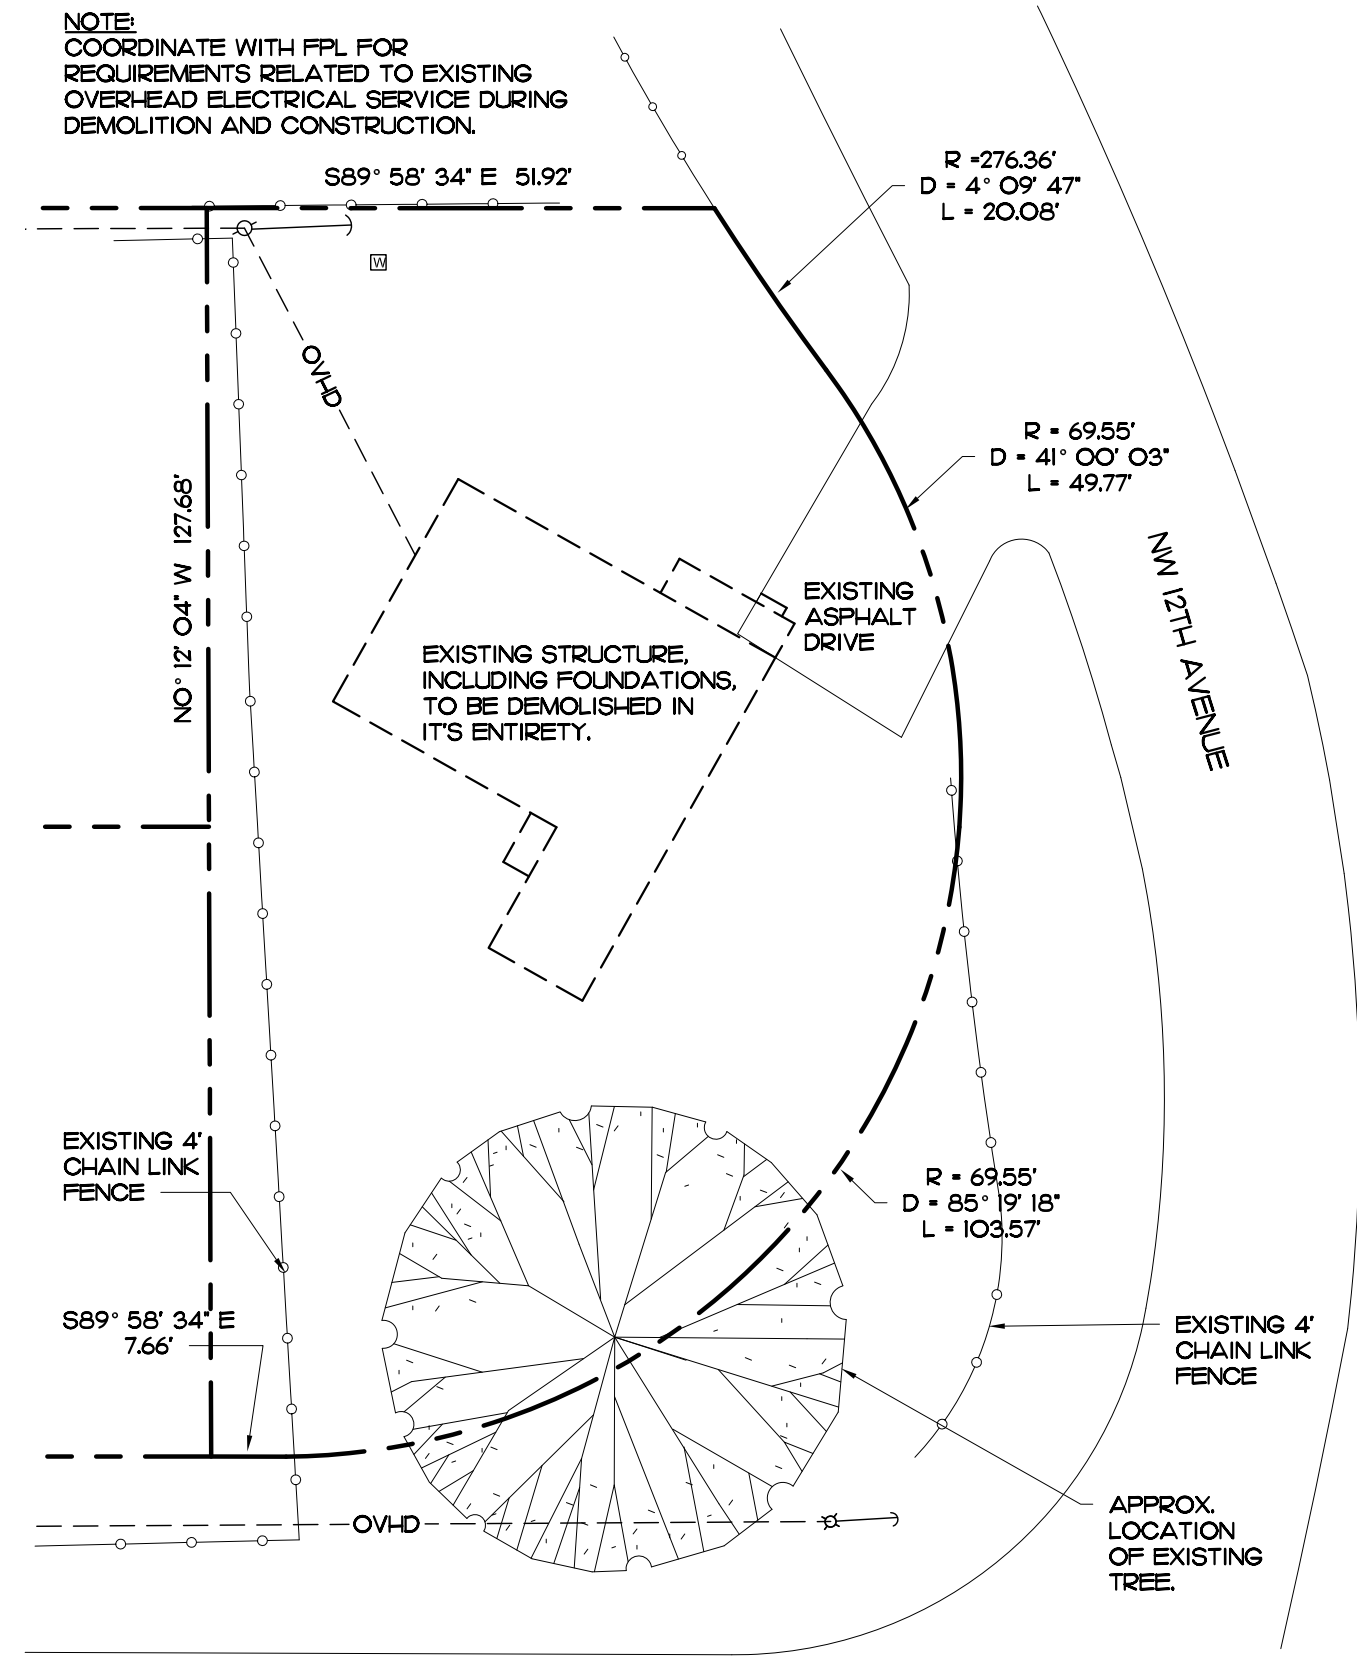 NOTE:
COORDINATE WITH FPL FOR
REQUIREMENTS RELATED TO EXISTING
OVERHEAD ELECTRICAL SERVICE DURING
DEMOLITION AND CONSTRUCTION.
S89° 58' 34" E 51.92'
R =276.36'
D = 4° 09' 47"
L = 20.08'
W
OVHD
R = 69.55'
D = 41° 00' 03"
L = 49.77'
N0° 12' 04" W 127.68'
NW 12TH AVENUE
EXISTING
ASPHALT
DRIVE
EXISTING STRUCTURE,
INCLUDING FOUNDATIONS,
TO BE DEMOLISHED IN
IT'S ENTIRETY.
EXISTING 4'
CHAIN LINK
FENCE
R = 69.55'
D = 85° 19' 18"
L = 103.57'
S89° 58' 34" E
7.66'
EXISTING 4'
CHAIN LINK
FENCE
OVHD
APPROX.
LOCATION
OF EXISTING
TREE.